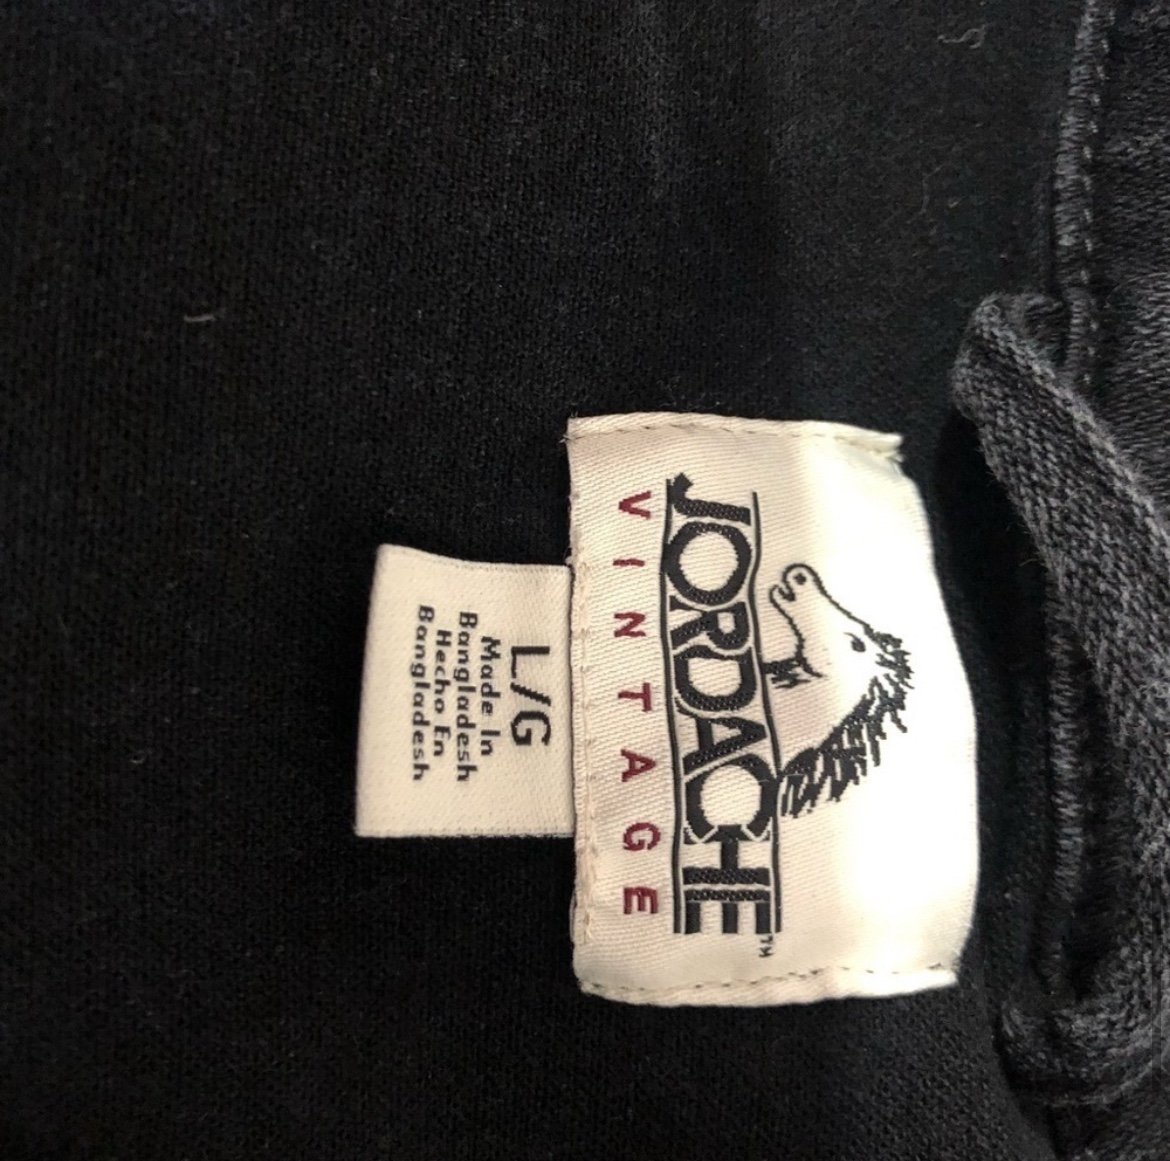 JORDACHE™
VINTAGE
L/G
Made In
Bangladesh
Hecho En
Bangladesh